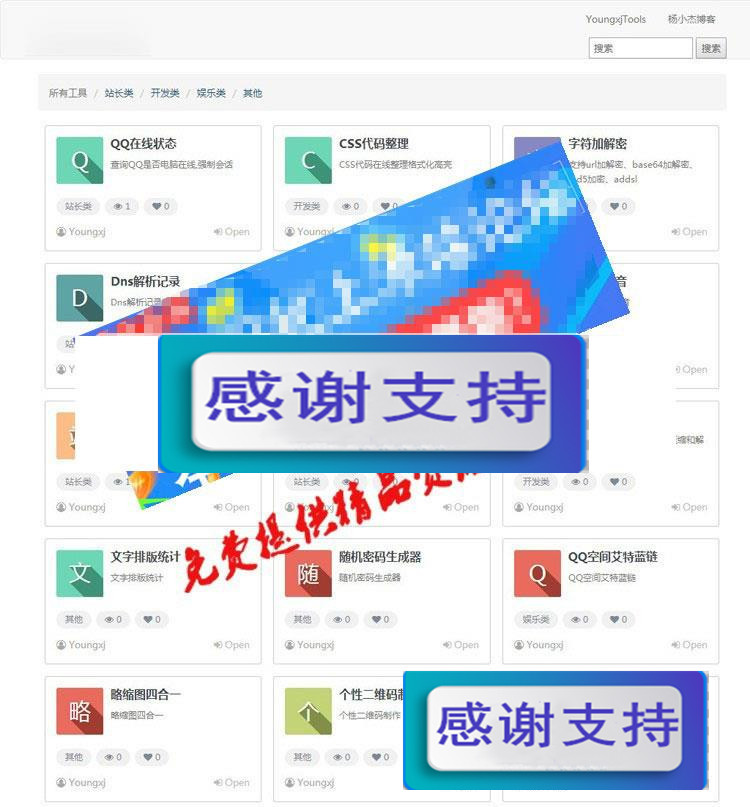 YoungxjTools 杨小杰博客
搜索 搜索
所有工具 / 站长类 / 开发类 / 娱乐类 / 其他
Q QQ在线状态
查询QQ是否电脑在线,强制会话
站长类 1 0
Youngxj Open
C CSS代码整理
CSS代码在线整理格式化高亮
开发类 0 0
字符加解密
支持url加解密、base64加解密、
d5加密、addsl
0
Open
D Dns解析记录
Dns解析记录
站
音
Open
感谢支持
缩和解
站长类 1
Youngxj Open
站长类 0 0
Youngxj Open
开发类 0 0
Youngxj Open
免费提供精品
文 文字排版统计
文字排版统计
其他 0 0
Youngxj Open
随 随机密码生成器
随机密码生成器
其他 0 0
Youngxj Open
Q QQ空间艾特蓝链
QQ空间艾特蓝链
娱乐类 0 0
Youngxj Open
略 略缩图四合一
略缩图四合一
其他 0 0
Youngxj Open
个 个性二维码制
个性二维码制作
其他 0 0
Youngxj
感谢支持